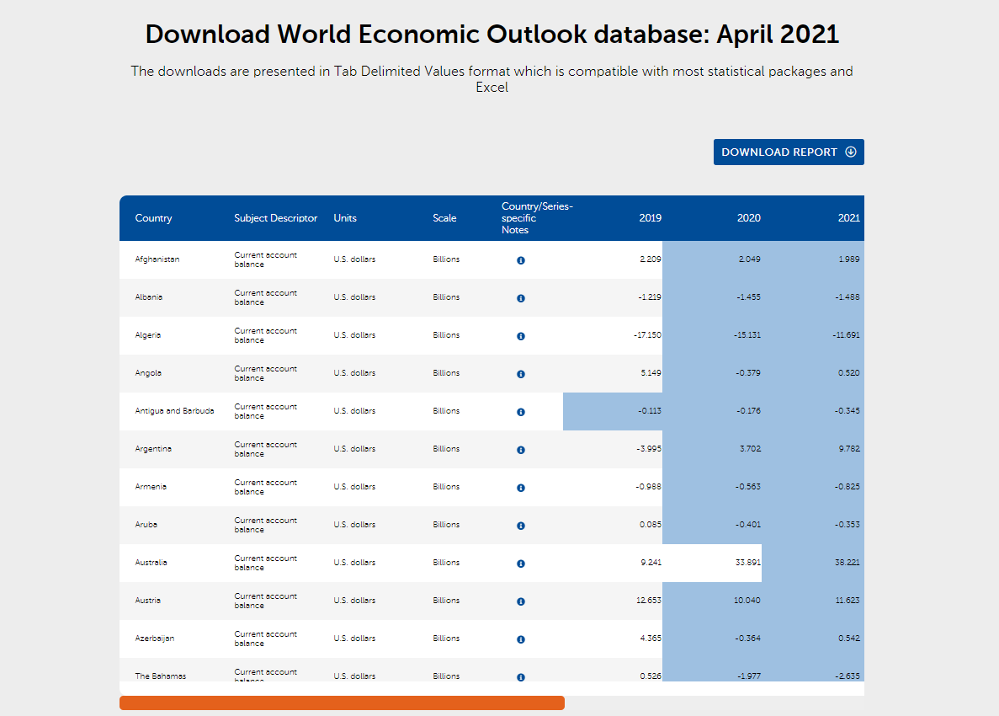 Download World Economic Outlook database: April 2021
The downloads are presented in Tab Delimited Values format which is compatible with most statistical packages and
Excel
DOWNLOAD REPORT
Country Subject Descriptor Units Scale Country/Series-specific Notes 2019 2020 2021
Afghanistan Current account balance U.S. dollars Billions 2.209 2.049 1.989
Albania Current account balance U.S. dollars Billions -1.219 -1.455 -1.488
Algeria Current account balance U.S. dollars Billions -17.150 -15.131 -11.691
Angola Current account balance U.S. dollars Billions 5.149 -0.379 0.520
Antigua and Barbuda Current account balance U.S. dollars Billions -0.113 -0.176 -0.345
Argentina Current account balance U.S. dollars Billions -3.995 3.702 9.782
Armenia Current account balance U.S. dollars Billions -0.988 -0.563 -0.825
Aruba Current account balance U.S. dollars Billions 0.085 -0.401 -0.353
Australia Current account balance U.S. dollars Billions 9.241 33.891 38.221
Austria Current account balance U.S. dollars Billions 12.653 10.040 11.623
Azerbaijan Current account balance U.S. dollars Billions 4.365 -0.364 0.542
The Bahamas Current account balance U.S. dollars Billions 0.526 -1.977 -2.635